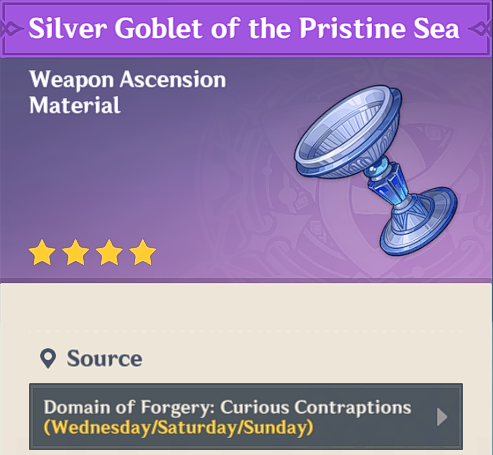 Silver Goblet of the Pristine Sea
Weapon Ascension
Material
Source
Domain of Forgery: Curious Contraptions
(Wednesday/Saturday/Sunday)